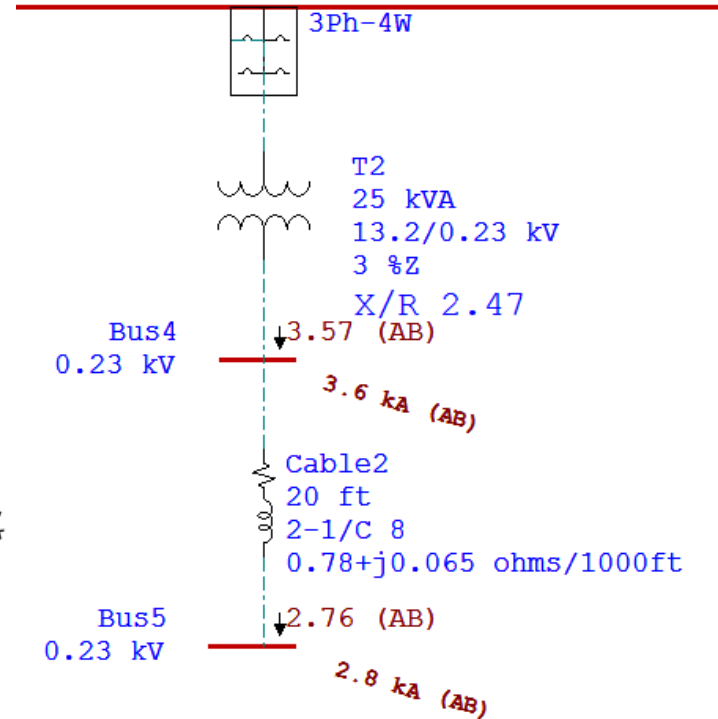 3Ph-4W
T2
25 kVA
13.2/0.23 kV
3 %Z
X/R 2.47
Bus4
0.23 kV
3.57 (AB)
3.6 kA (AB)
Cable2
20 ft
2-1/C 8
0.78+j0.065 ohms/1000ft
Bus5
0.23 kV
2.76 (AB)
2.8 kA (AB)